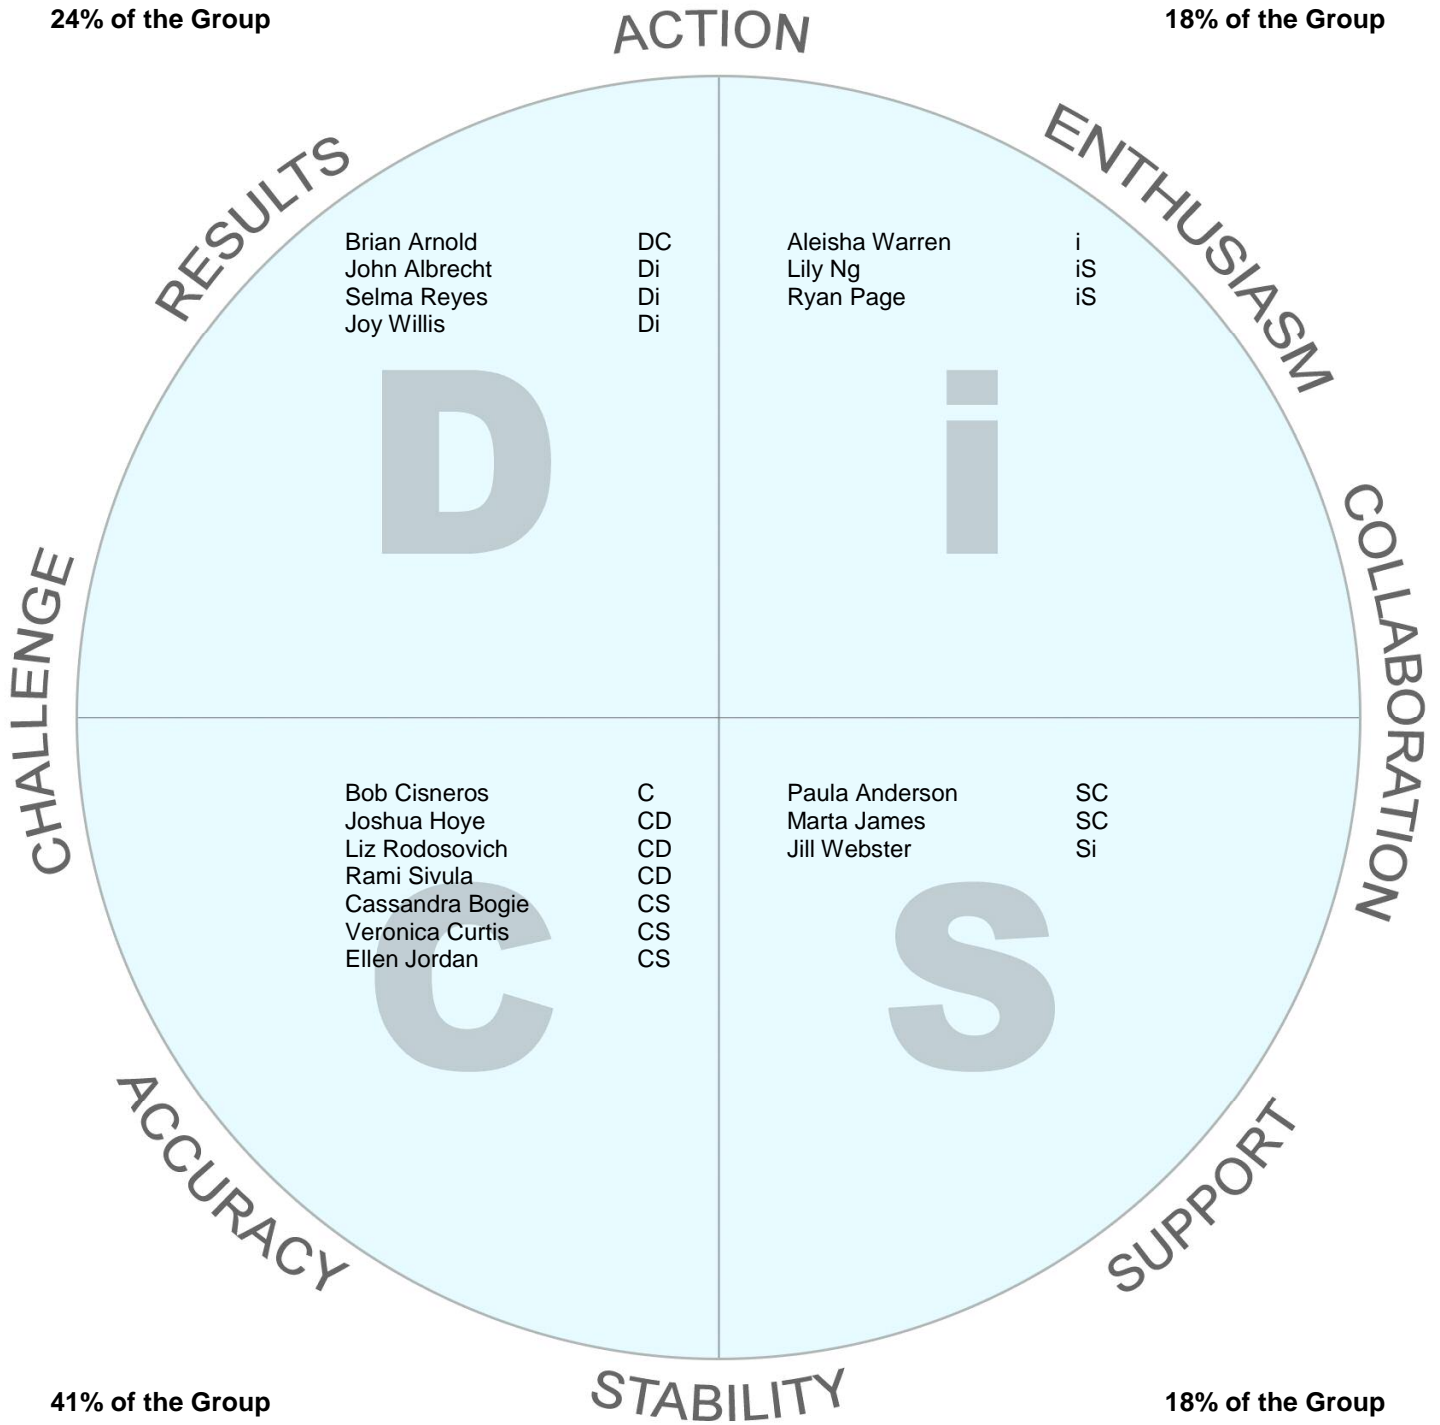 24% of the Group
18% of the Group
ACTION
RESULTS
ENTHUSIASM
Brian Arnold DC
John Albrecht Di
Selma Reyes Di
Joy Willis Di
Aleisha Warren i
Lily Ng iS
Ryan Page iS
D
i
CHALLENGE
COLLABORATION
Bob Cisneros C
Joshua Hoye CD
Liz Rodosovich CD
Rami Sivula CD
Cassandra Bogie CS
Veronica Curtis CS
Ellen Jordan CS
Paula Anderson SC
Marta James SC
Jill Webster Si
C
S
ACCURACY
SUPPORT
STABILITY
41% of the Group
18% of the Group